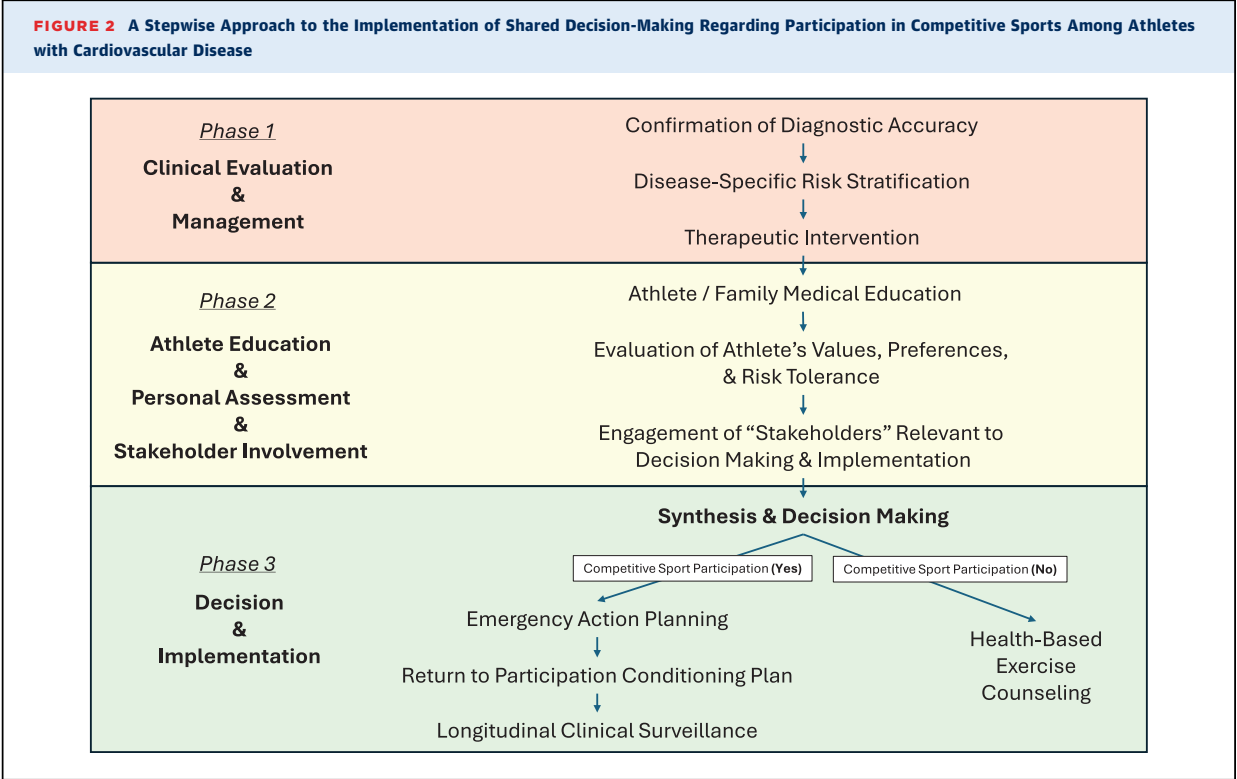 FIGURE 2 A Stepwise Approach to the Implementation of Shared Decision-Making Regarding Participation in Competitive Sports Among Athletes
with Cardiovascular Disease
Phase 1
Clinical Evaluation
&
Management
Confirmation of Diagnostic Accuracy
Disease-Specific Risk Stratification
Therapeutic Intervention
Phase 2
Athlete Education
&
Personal Assessment
&
Stakeholder Involvement
Athlete / Family Medical Education
Evaluation of Athlete’s Values, Preferences,
& Risk Tolerance
Engagement of “Stakeholders” Relevant to
Decision Making & Implementation
Phase 3
Decision
&
Implementation
Synthesis & Decision Making
Competitive Sport Participation (Yes)
Competitive Sport Participation (No)
Emergency Action Planning
Return to Participation Conditioning Plan
Longitudinal Clinical Surveillance
Health-Based
Exercise
Counseling